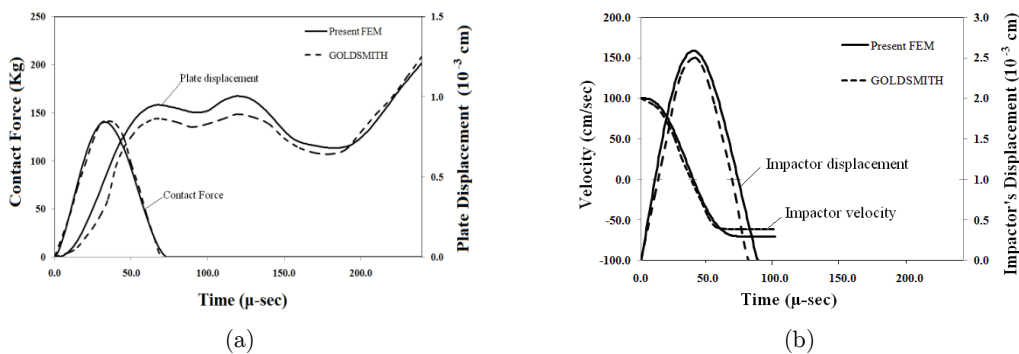 250
200
150
100
50
0
Contact Force (Kg)
Present FEM
GOLDSMITH
Plate displacement
Contact Force
1.5
1.0
0.5
0.0
Plate Displacement (10⁻³ cm)
0.0 50.0 100.0 150.0 200.0
Time (μ-sec)
(a)
200.0
150.0
100.0
50.0
0.0
-50.0
-100.0
Velocity (cm/sec)
Present FEM
GOLDSMITH
Impactor displacement
Impactor velocity
3.0
2.5
2.0
1.5
1.0
0.5
0.0
Impactor's Displacement (10⁻³ cm)
0.0 50.0 100.0 150.0 200.0
Time (μ-sec)
(b)